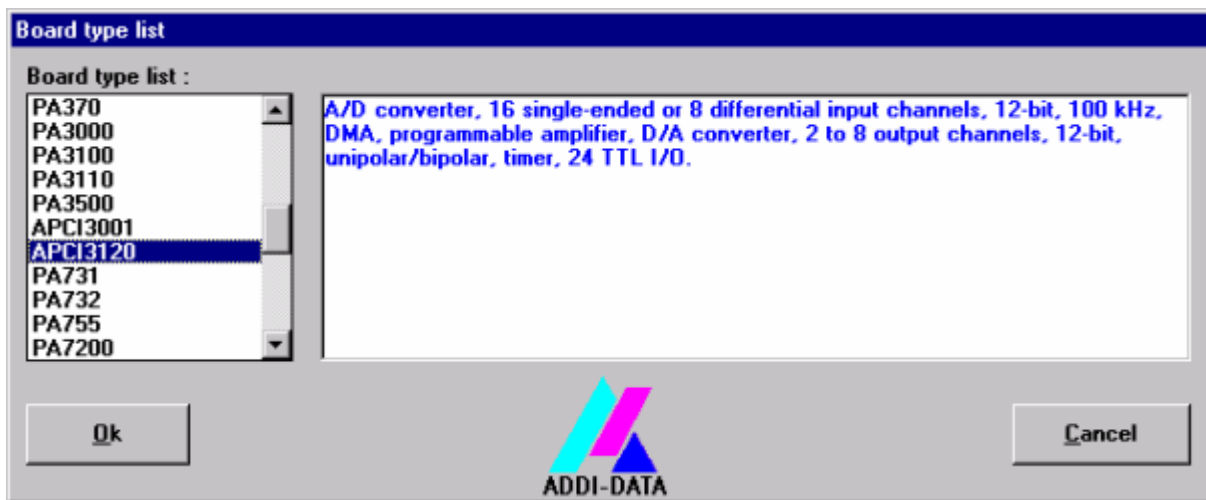 Board type list
Board type list :
PA370
PA3000
PA3100
PA3110
PA3500
APCI3001
APCI3120
PA731
PA732
PA755
PA7200
A/D converter, 16 single-ended or 8 differential input channels, 12-bit, 100 kHz,
DMA, programmable amplifier, D/A converter, 2 to 8 output channels, 12-bit,
unipolar/bipolar, timer, 24 TTL I/O.
Ok
ADDI-DATA
Cancel